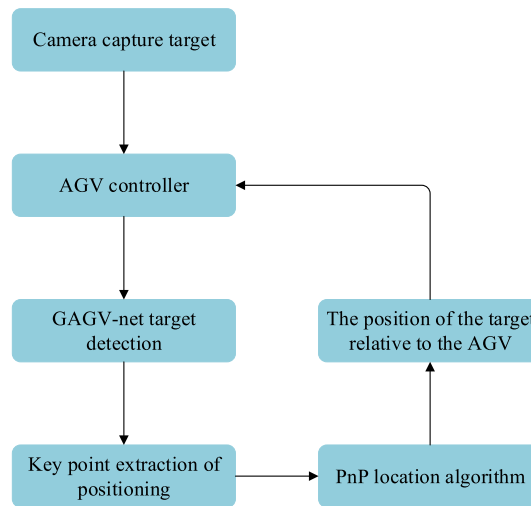 Camera capture target
AGV controller
GAGV-net target
detection
The position of the target
relative to the AGV
Key point extraction of
positioning
PnP location algorithm